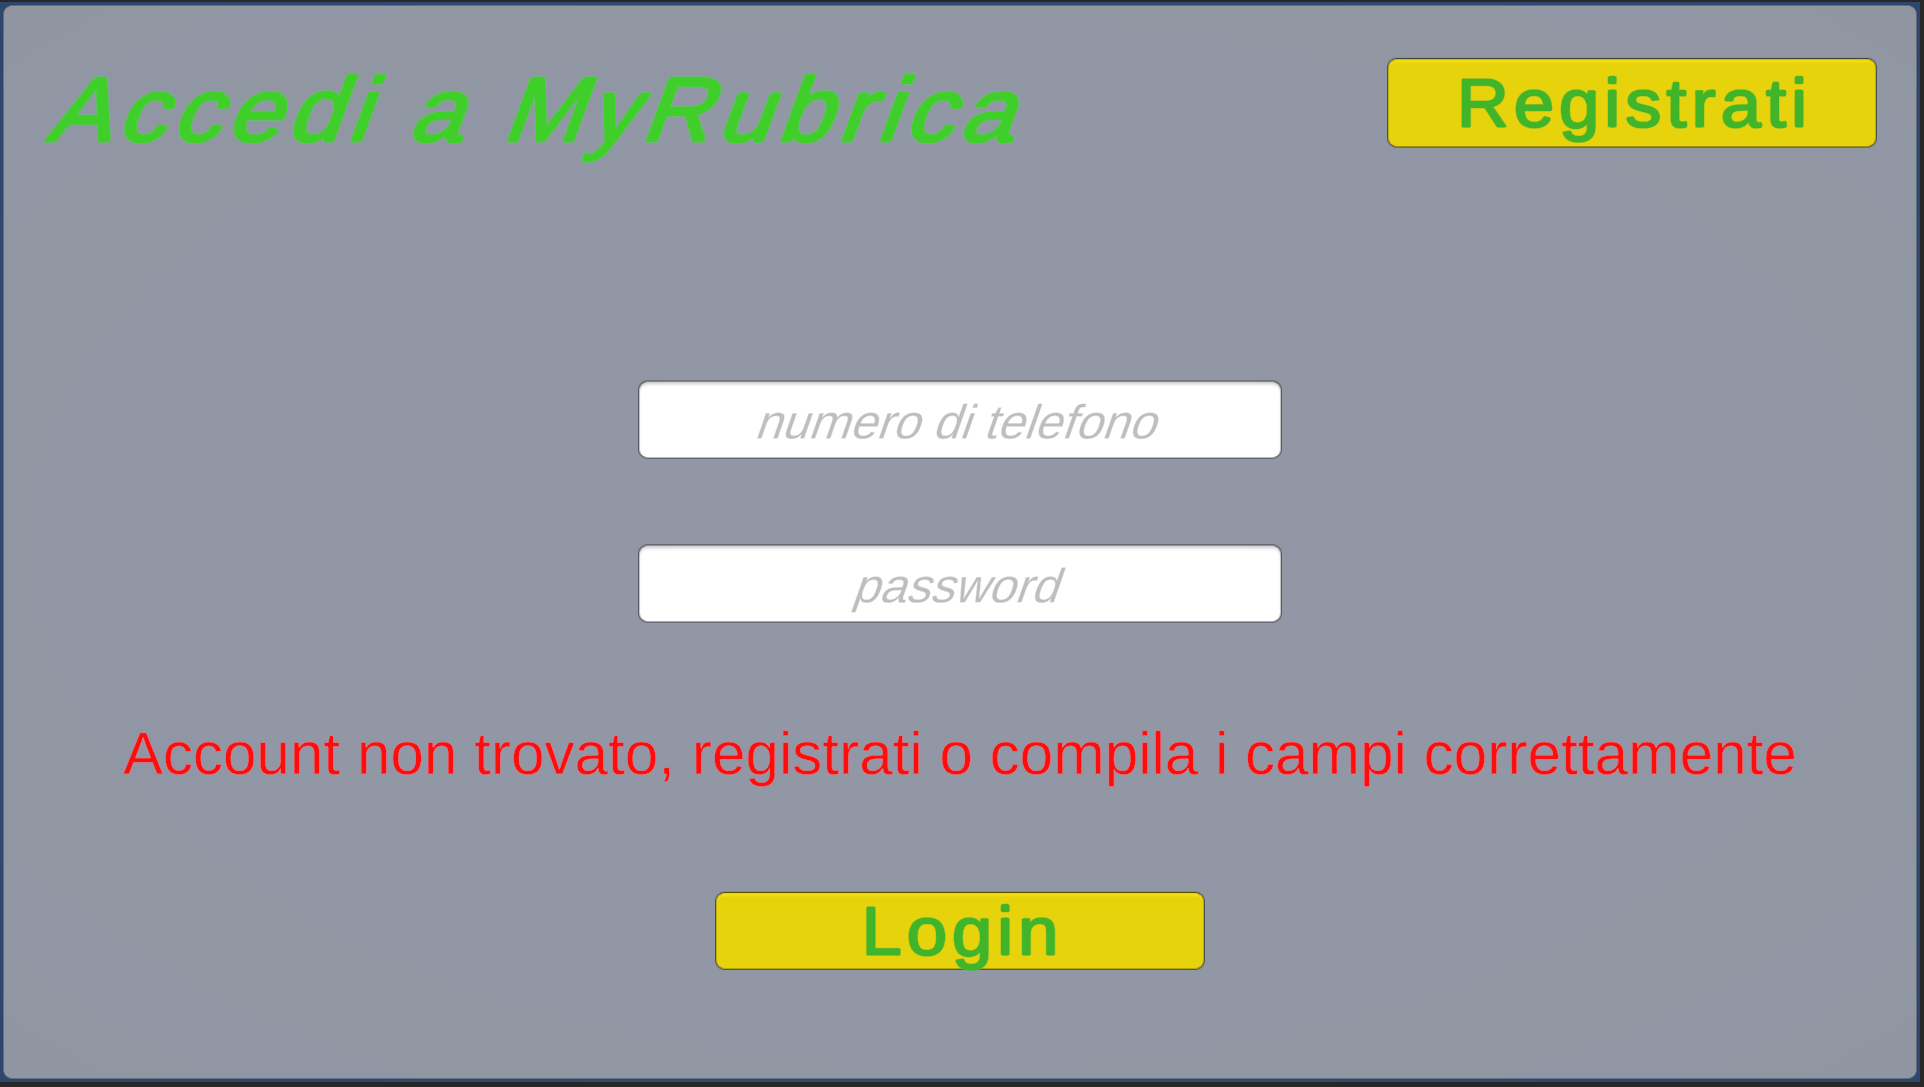 Accedi a MyRubrica
Registrati
numero di telefono
password
Account non trovato, registrati o compila i campi correttamente
Login